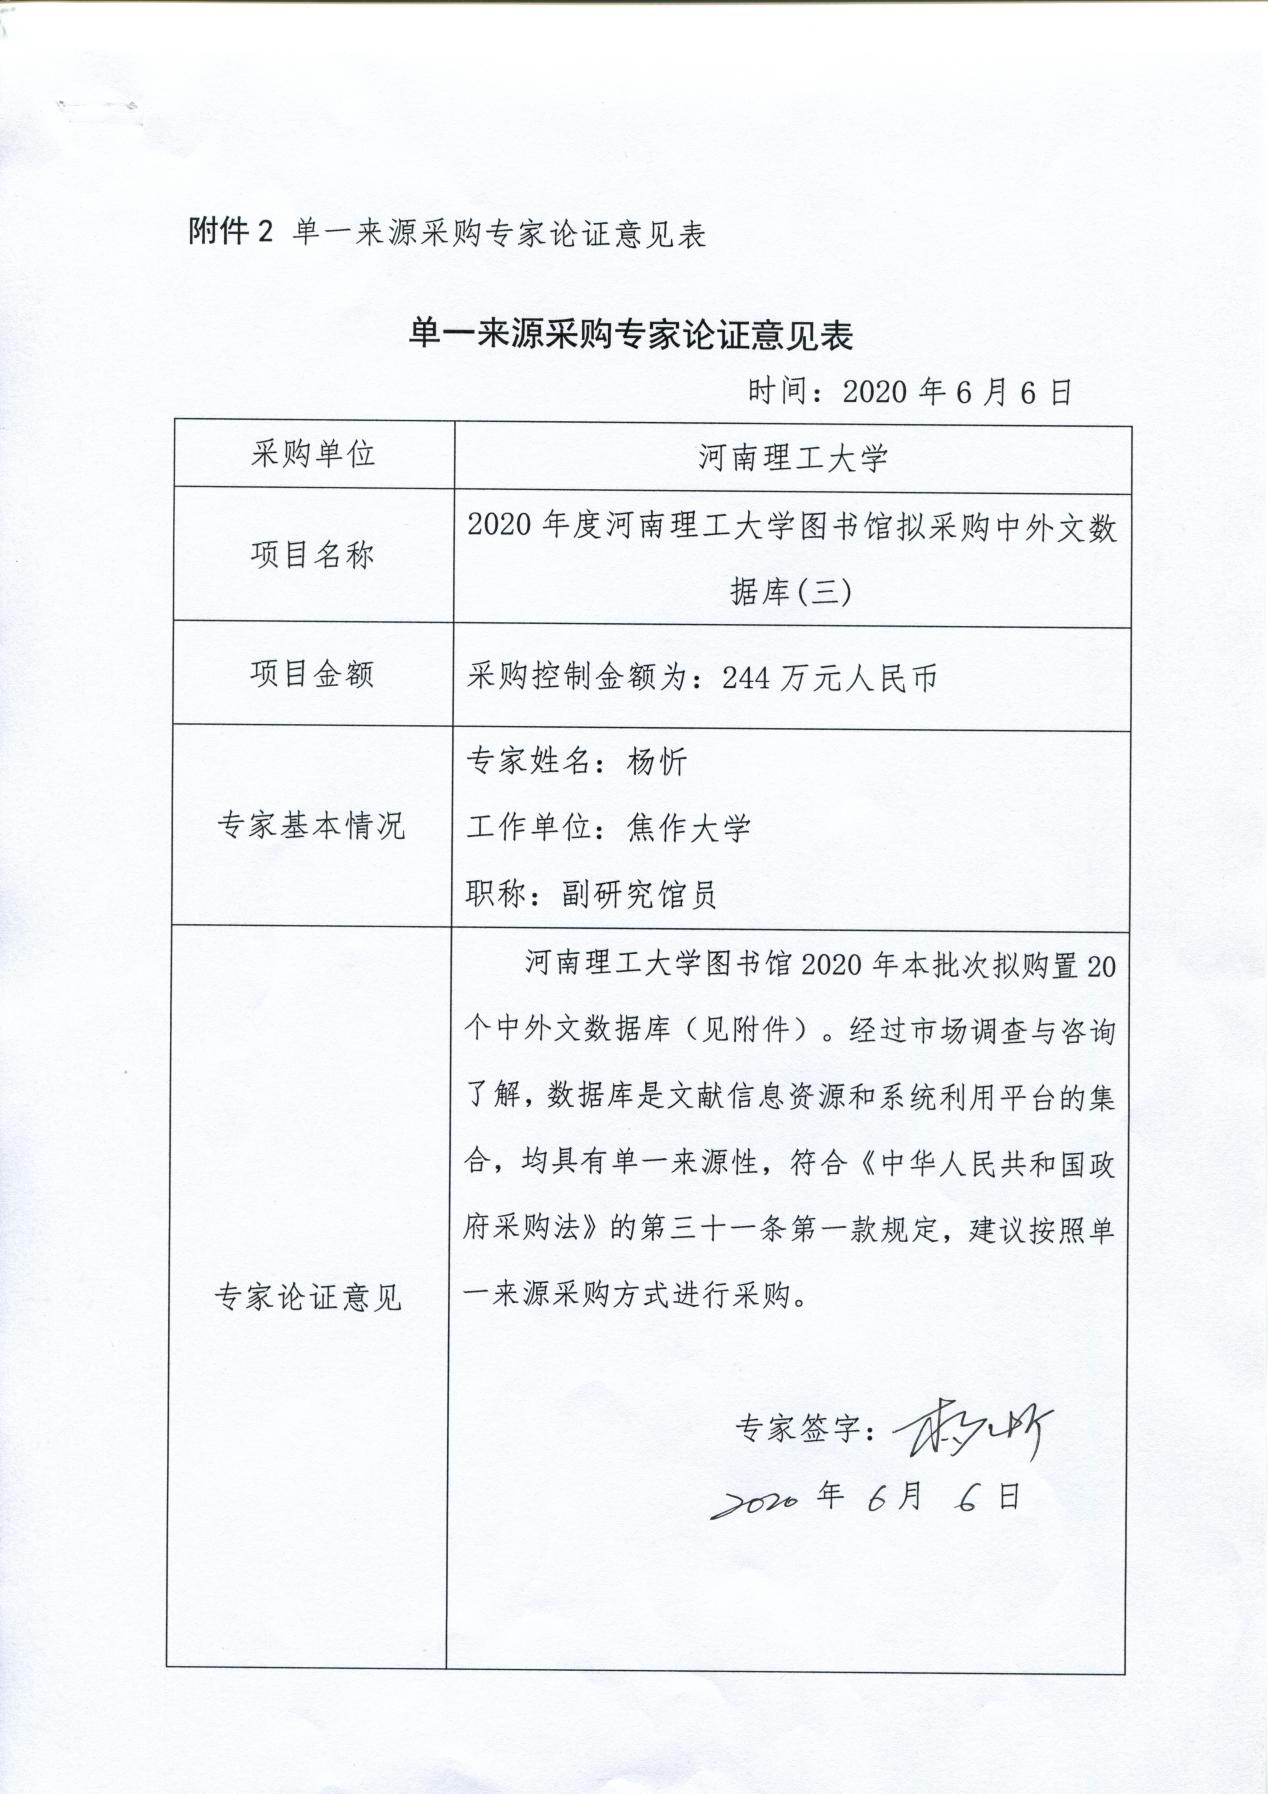 附件2 单一来源采购专家论证意见表
单一来源采购专家论证意见表
时间：2020年6月6日
采购单位
河南理工大学
项目名称
2020年度河南理工大学图书馆拟采购中外文数
据库(三)
项目金额
采购控制金额为：244万元人民币
专家基本情况
专家姓名：杨忻
工作单位：焦作大学
职称：副研究馆员
专家论证意见
河南理工大学图书馆2020年本批次拟购置20
个中外文数据库（见附件）。经过市场调查与咨询
了解，数据库是文献信息资源和系统利用平台的集
合，均具有单一来源性，符合《中华人民共和国政
府采购法》的第三十一条第一款规定，建议按照单
一来源采购方式进行采购。
专家签字：杨忻
2020年6月6日